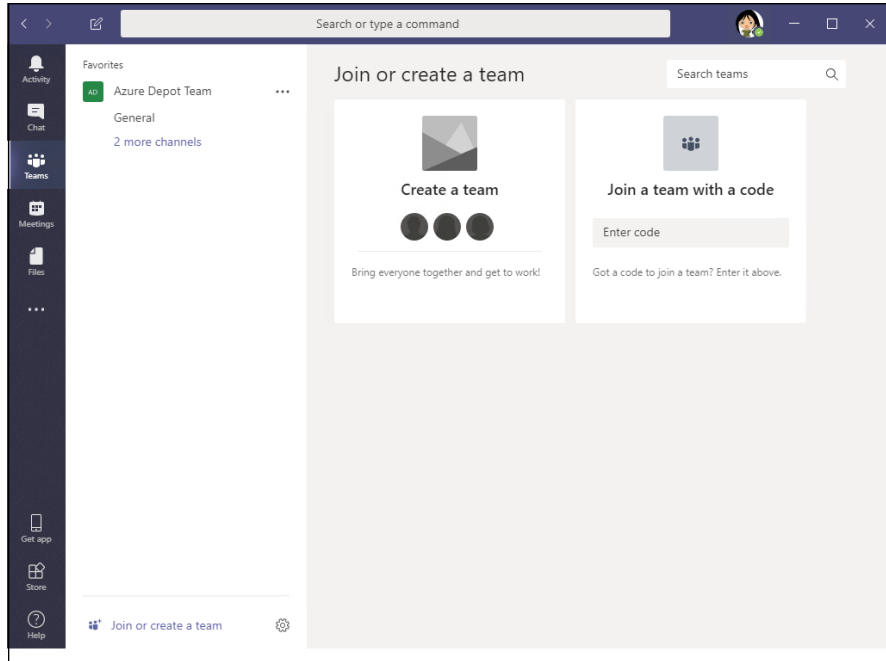 Search or type a command
Activity
Chat
Teams
Meetings
Files
Get app
Store
Help
Favorites
AD Azure Depot Team
General
2 more channels
Join or create a team
Join or create a team
Search teams
Create a team
Bring everyone together and get to work!
Join a team with a code
Enter code
Got a code to join a team? Enter it above.